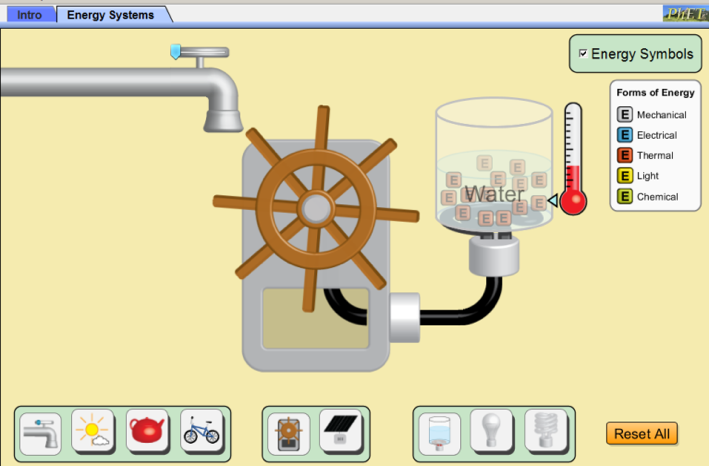 Intro
Energy Systems
PhET
Energy Symbols
Forms of Energy
E Mechanical
E Electrical
E Thermal
E Light
E Chemical
E
E E
E E E
E Water E
E E
E E
Reset All